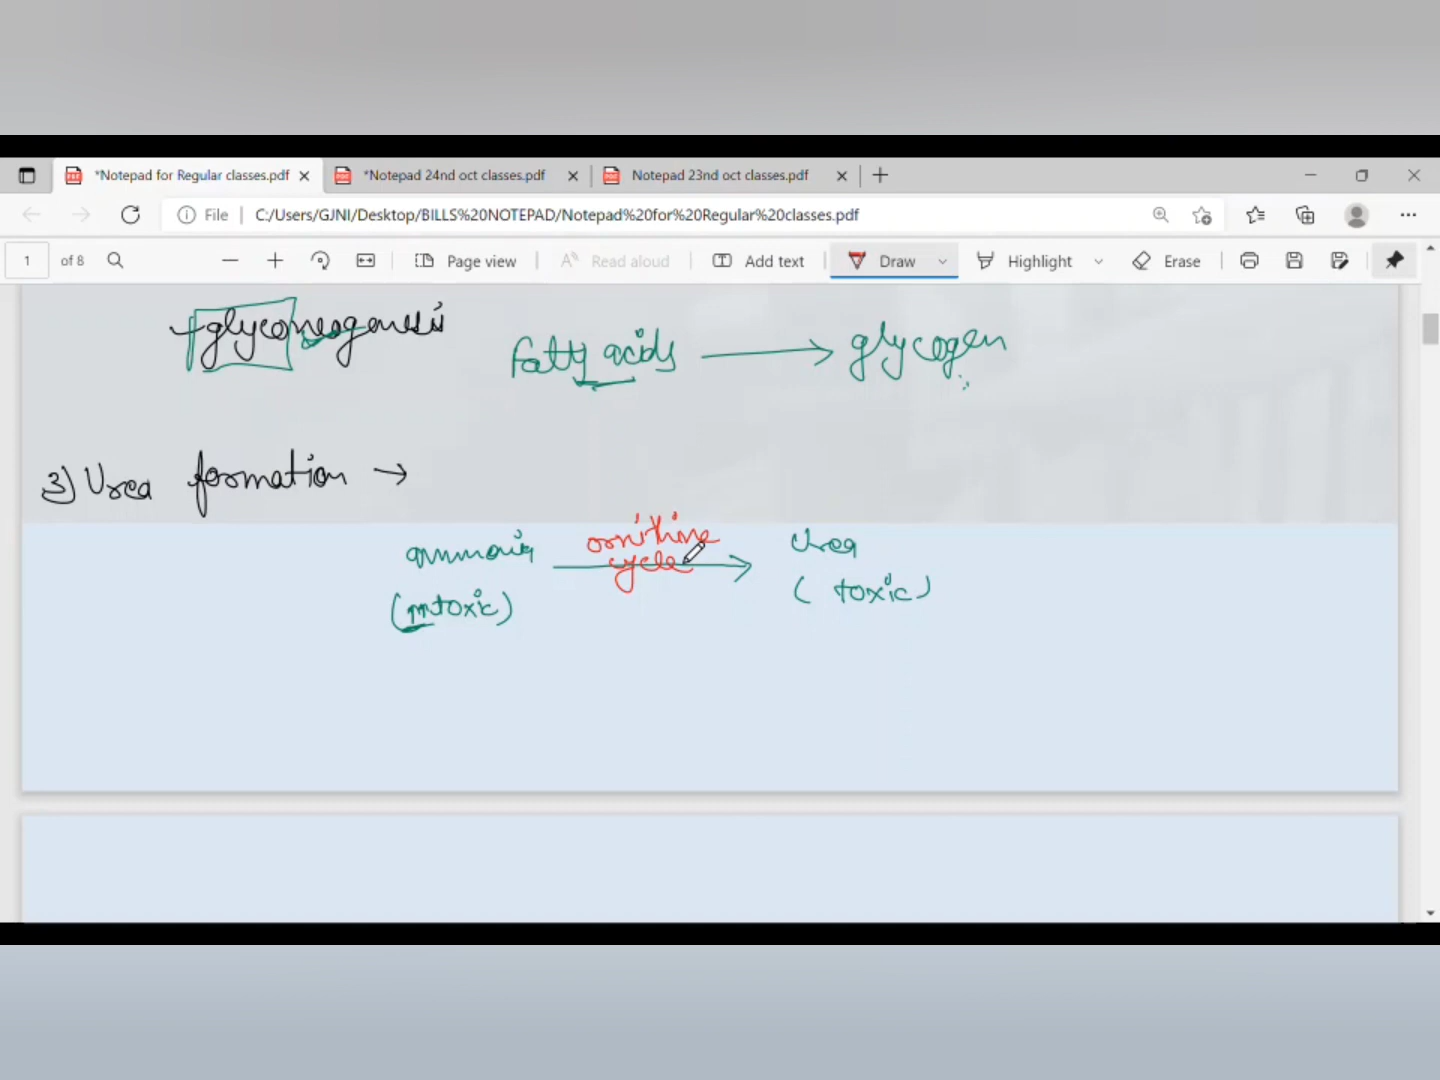 *Notepad for Regular classes.pdf *Notepad 24nd oct classes.pdf Notepad 23nd oct classes.pdf
File C:/Users/GJNI/Desktop/BILLS%20NOTEPAD/Notepad%20for%20Regular%20classes.pdf
1 of 8 Page view Read aloud Add text Draw Highlight Erase
glyconeogenesis
Fatty acids → glycogen
3) Urea formation →
ammonia ornithine cycle → Urea
(mtoxic) (toxic)